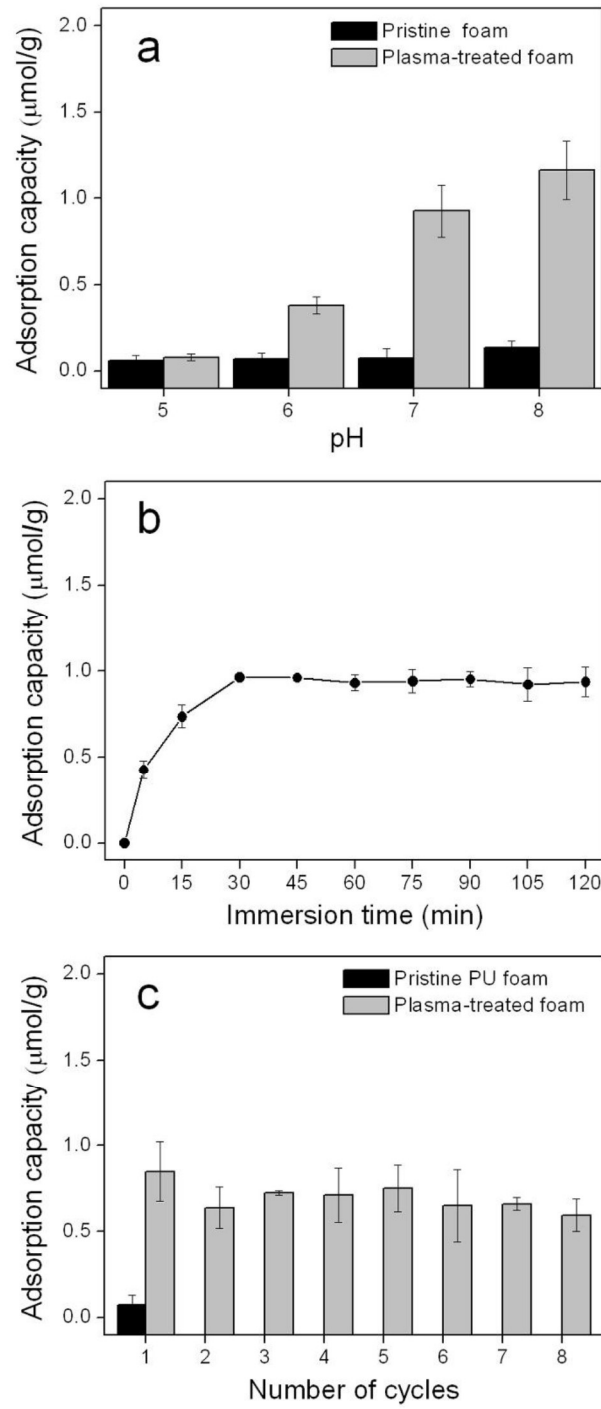 a
Pristine foam
Plasma-treated foam
Adsorption capacity (μmol/g)
2.0
1.5
1.0
0.5
0.0
5 6 7 8
pH
b
Adsorption capacity (μmol/g)
2.0
1.5
1.0
0.5
0.0
0 15 30 45 60 75 90 105 120
Immersion time (min)
c
Pristine PU foam
Plasma-treated foam
Adsorption capacity (μmol/g)
2.0
1.5
1.0
0.5
0.0
1 2 3 4 5 6 7 8
Number of cycles